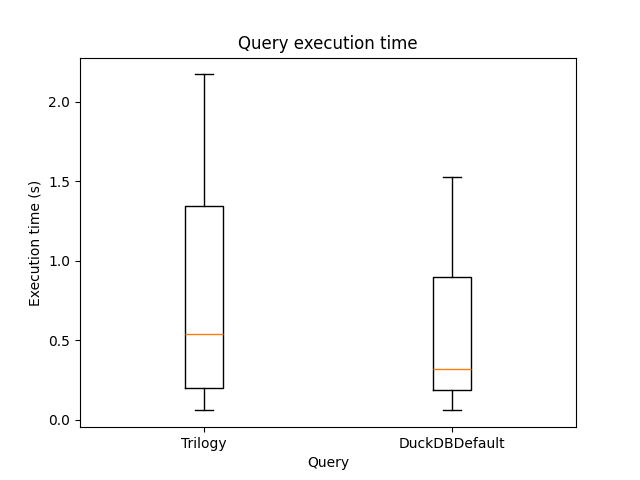 Query execution time
Execution time (s)
2.0
1.5
1.0
0.5
0.0
Trilogy
DuckDBDefault
Query